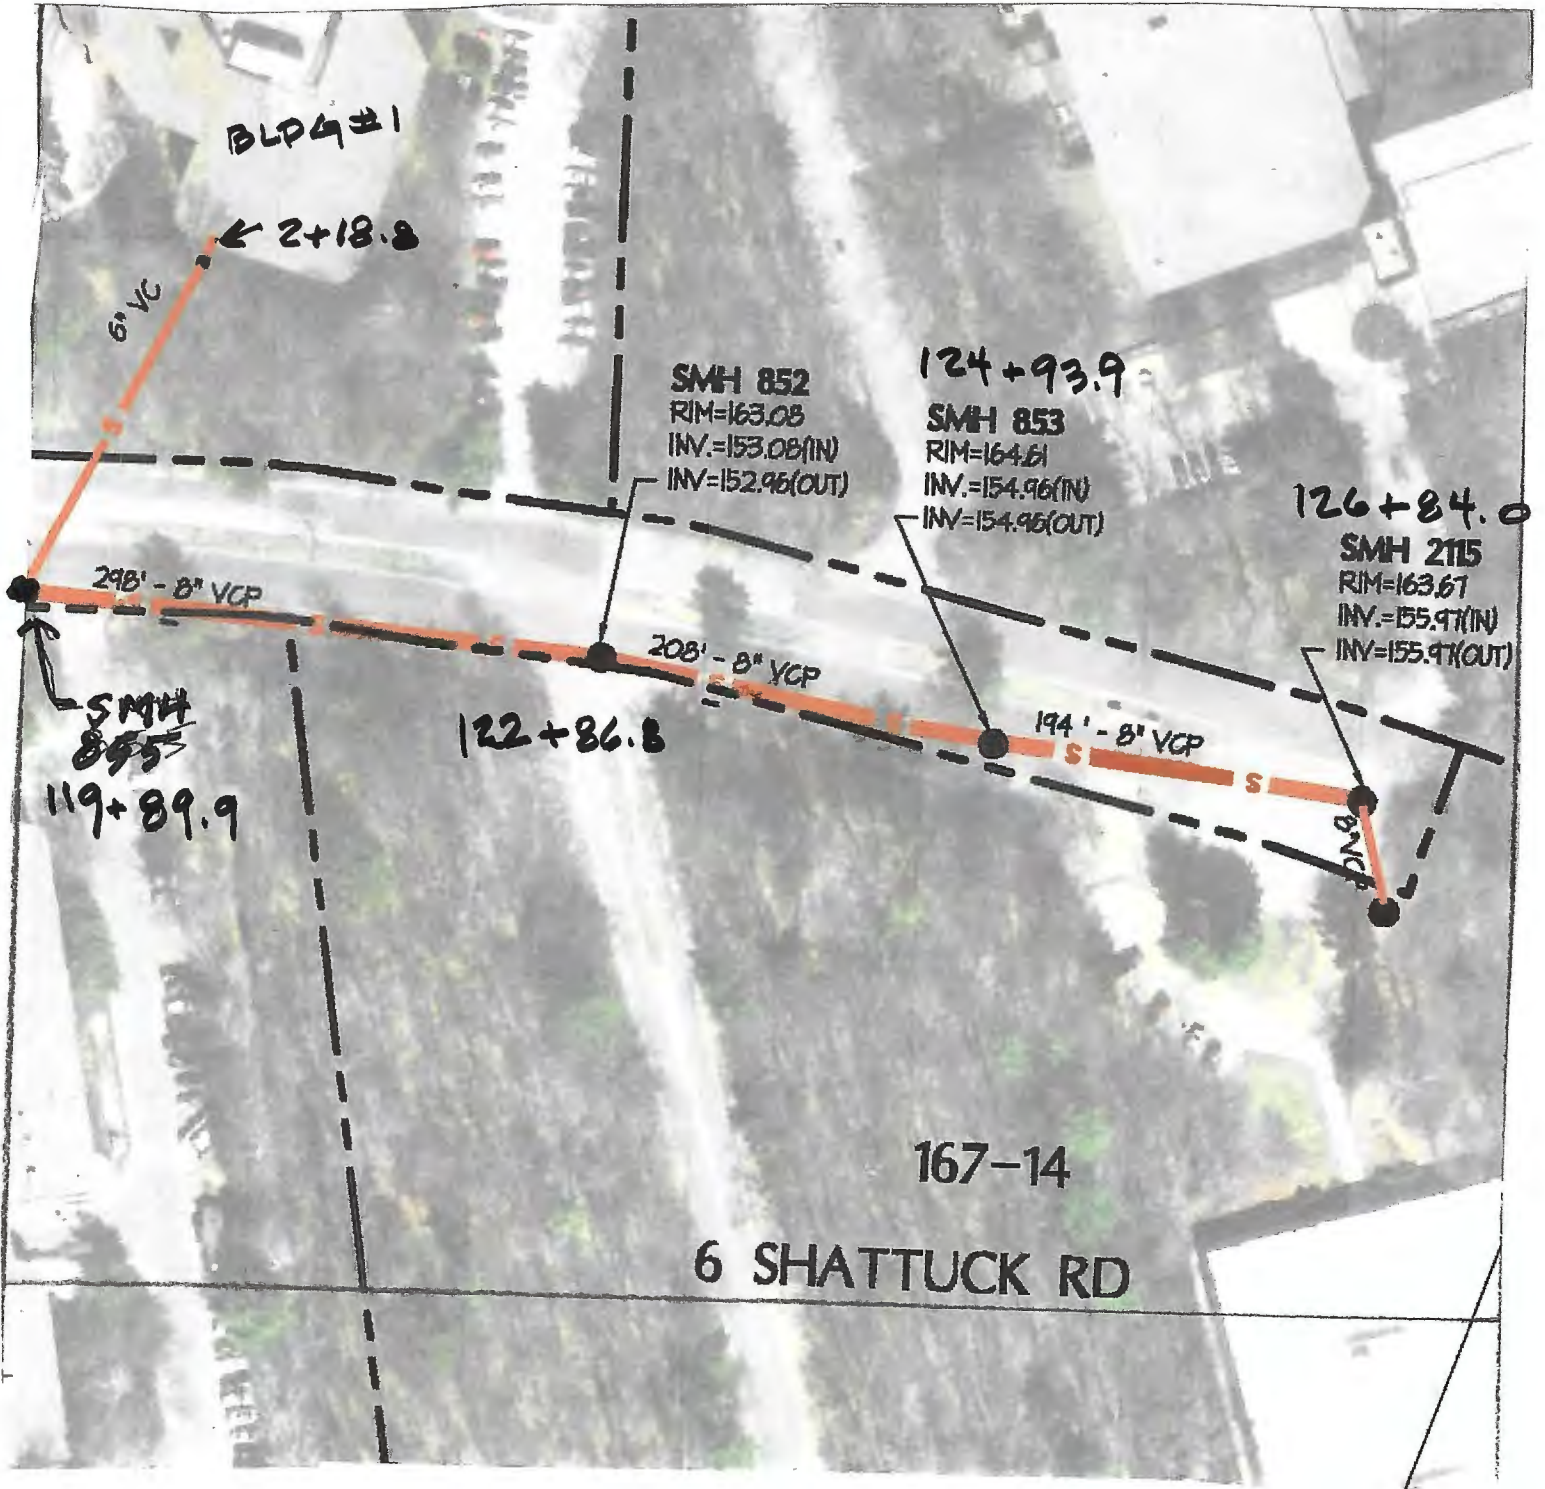 BLDG #1
← 2+18.8
6" VC
S
SMH 852
RIM=163.08
INV.=153.08(IN)
INV=152.96(OUT)
124+93.9
SMH 853
RIM=164.61
INV.=154.96(IN)
INV=154.96(OUT)
126+84.0
SMH 2115
RIM=163.67
INV.=155.97(IN)
INV=155.97(OUT)
298' - 8" VCP
208' - 8" VCP
194' - 8" VCP
S
S
8" VCP
SMH
122+86.8
119+89.9
167-14
6 SHATTUCK RD